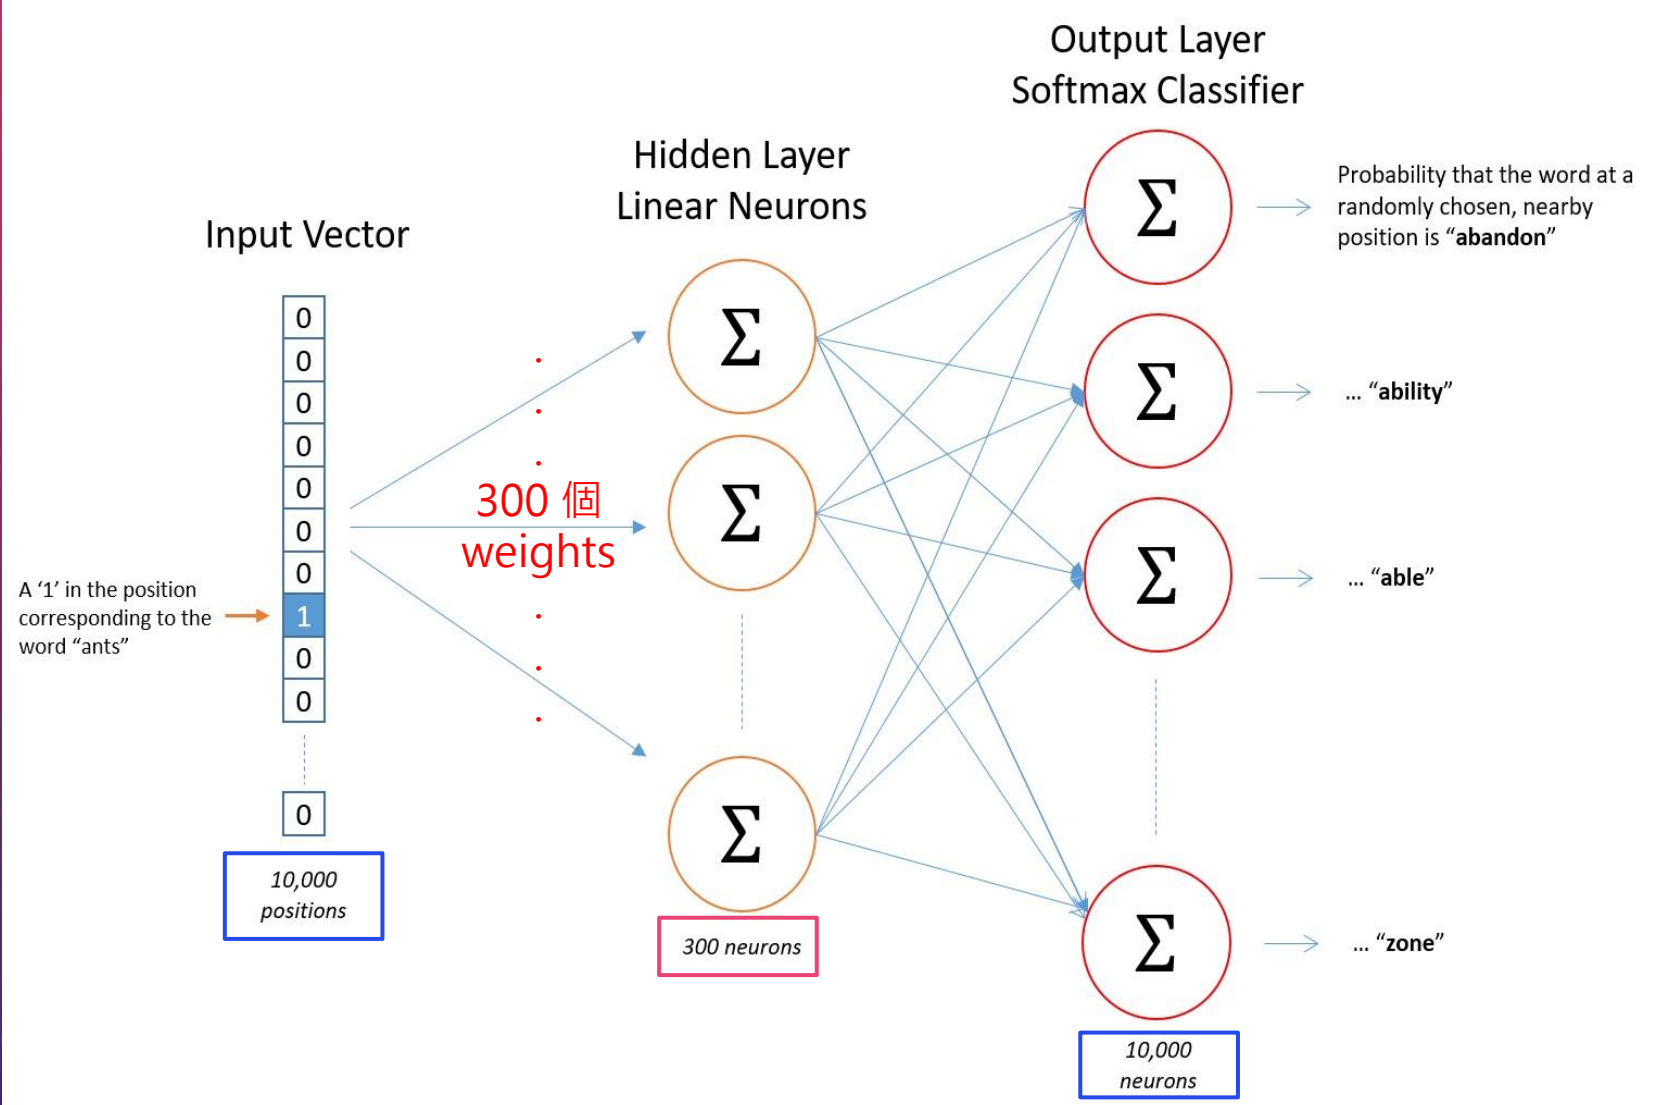 Output Layer
Softmax Classifier
Hidden Layer
Linear Neurons
Input Vector
0
0
0
0
0
0
0
1
0
0
0
A ‘1’ in the position
corresponding to the
word “ants”
10,000
positions
300 個
weights
Σ
Σ
Σ
300 neurons
Σ
Σ
Σ
Σ
10,000
neurons
Probability that the word at a
randomly chosen, nearby
position is “abandon”
... “ability”
... “able”
... “zone”